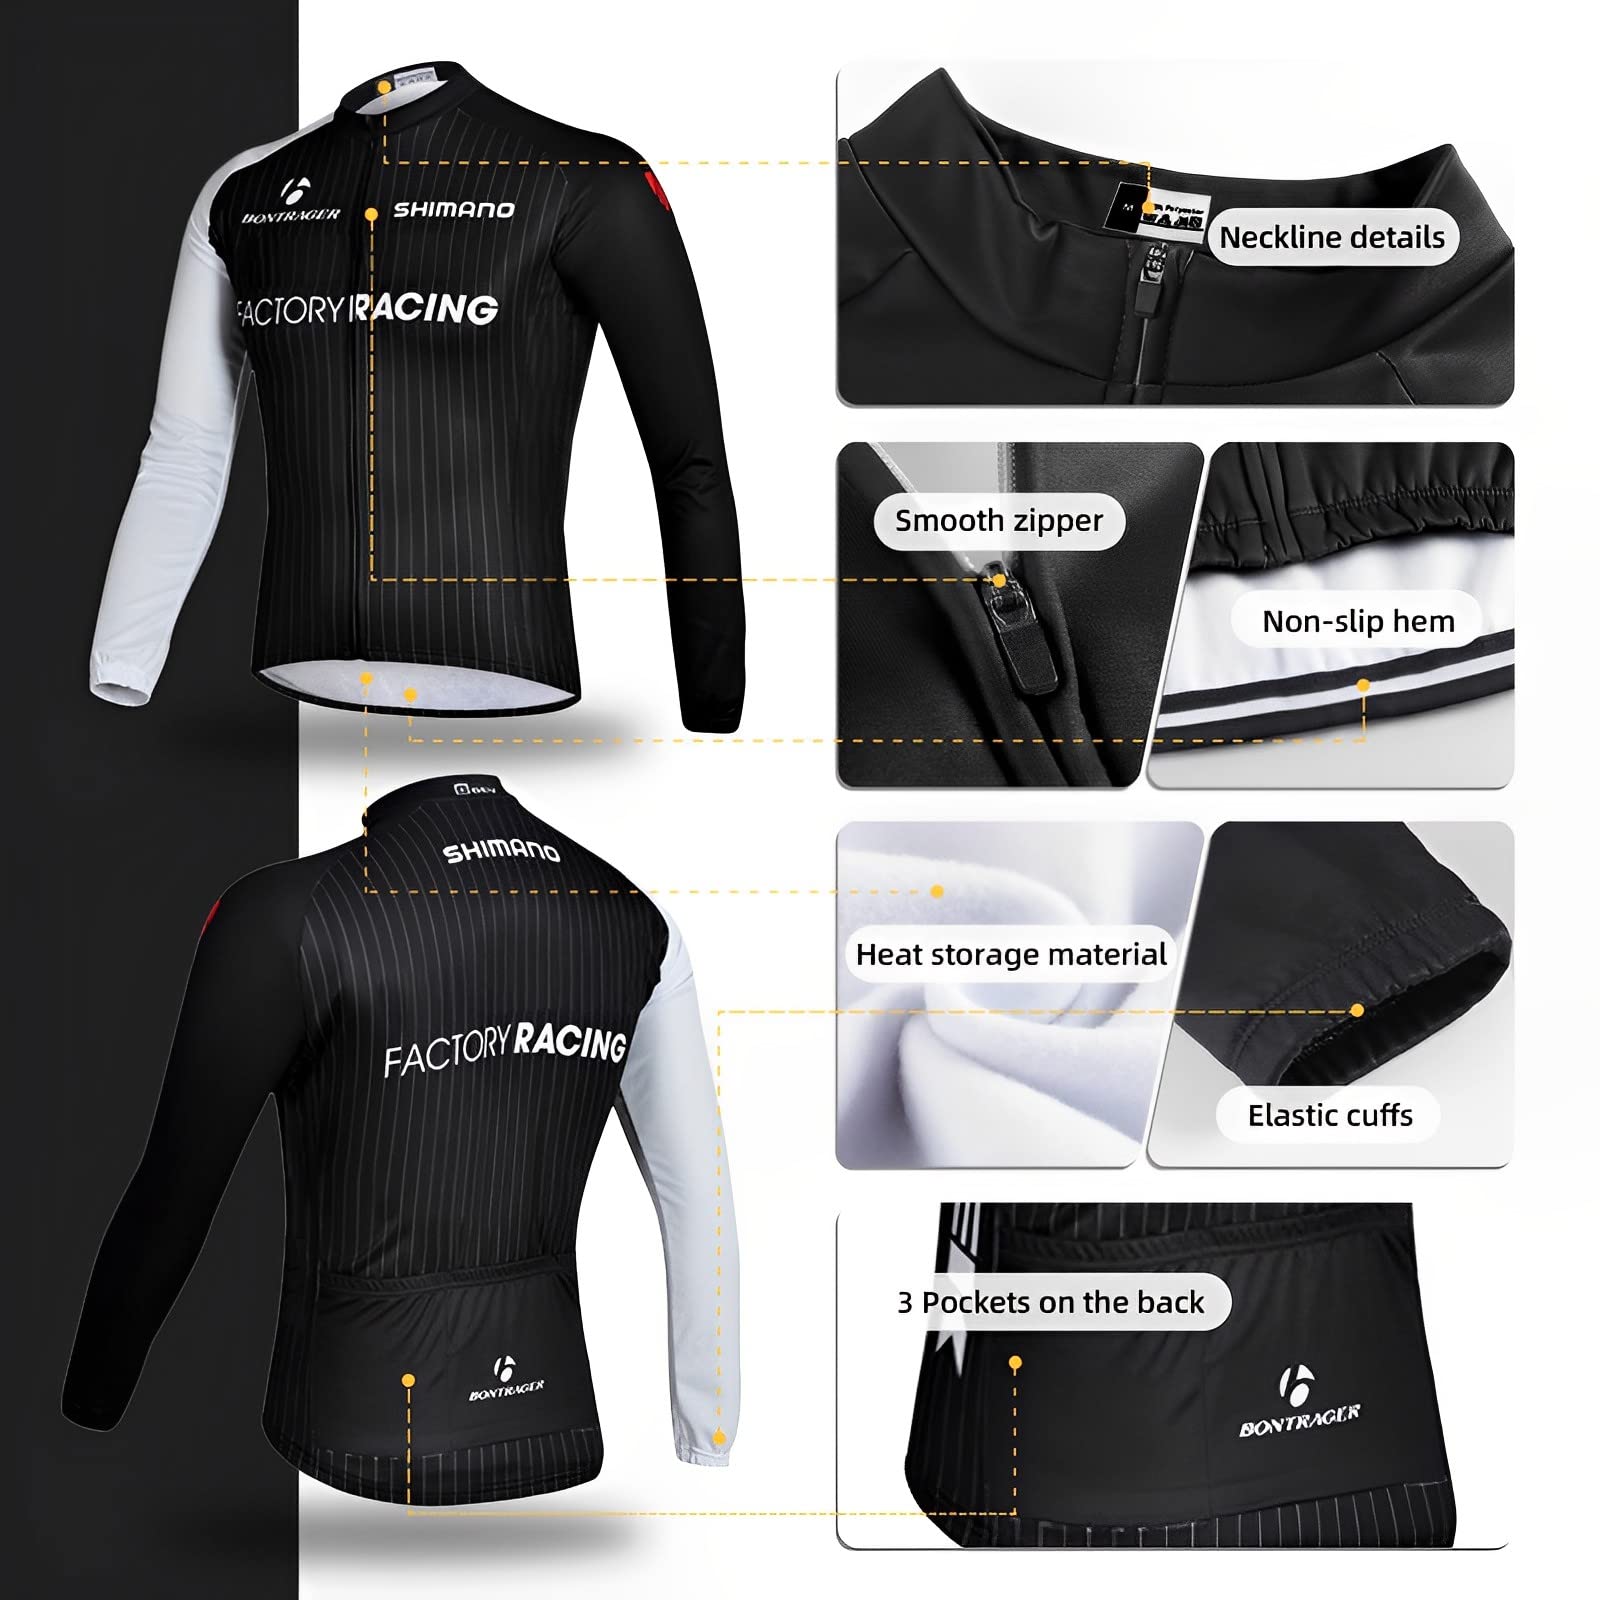 BONTRAGER
SHIMANO
FACTORY RACING
Neckline details
Smooth zipper
Non-slip hem
SHIMANO
Heat storage material
FACTORY RACING
Elastic cuffs
3 Pockets on the back
BONTRAGER
BONTRAGER